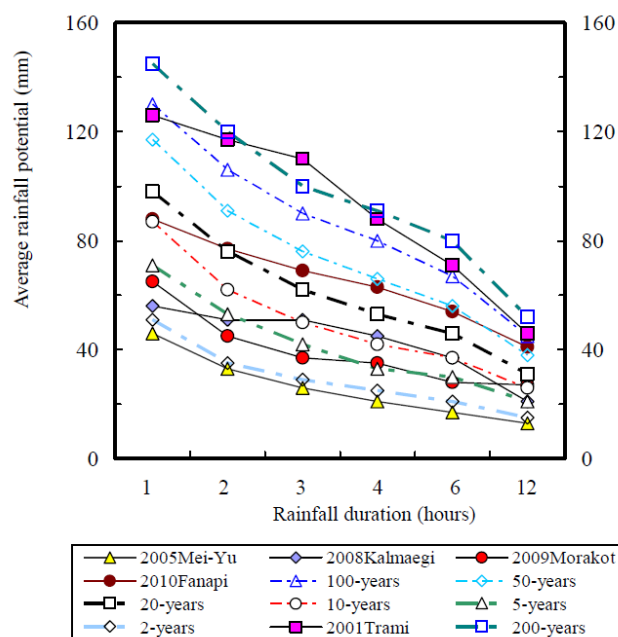 160 160
120 120
80 80
40 40
0 0
Average rainfall potential (mm)
1 2 3 4 6 12
Rainfall duration (hours)
2005Mei-Yu 2008Kalmaegi 2009Morakot
2010Fanapi 100-years 50-years
20-years 10-years 5-years
2-years 2001Trami 200-years